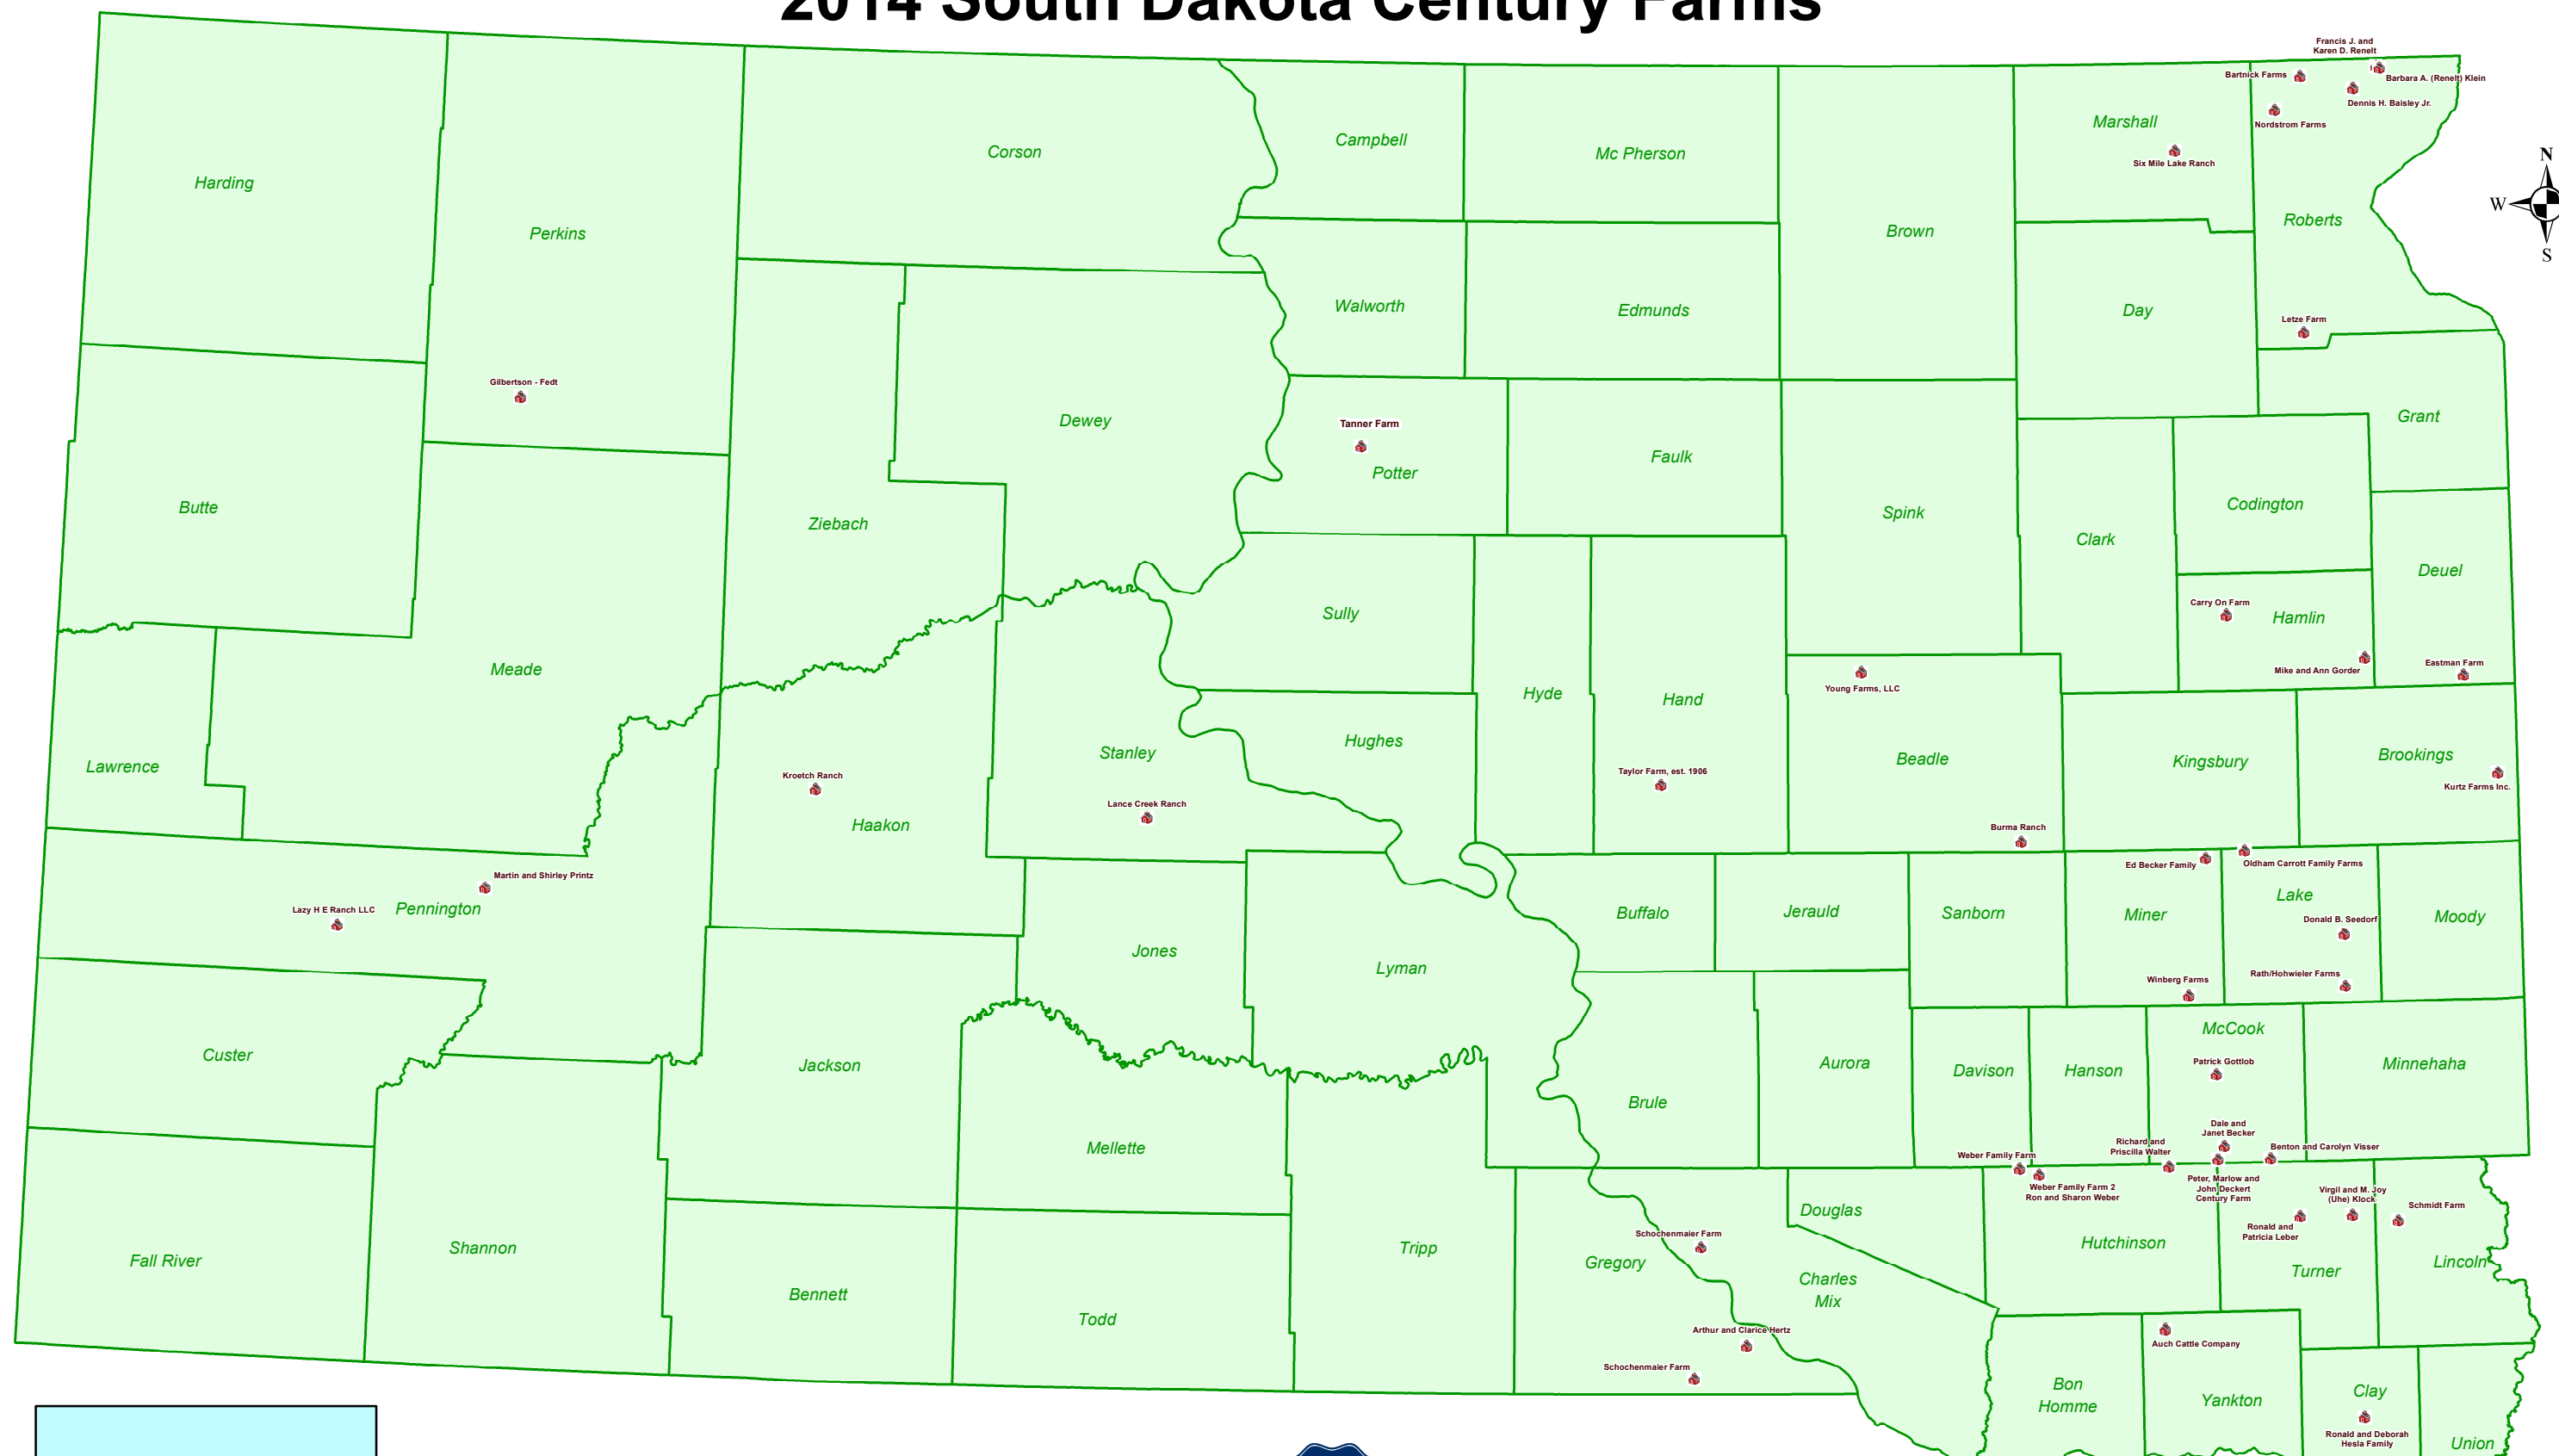 2014 South Dakota Century Farms
Francis J. and
Karen D. Renelt
Bartnick Farms
Barbara A. (Renelt) Klein
Dennis H. Baisley Jr.
Nordstrom Farms
Marshall
Six Mile Lake Ranch
Roberts
N
W
S
Harding
Perkins
Corson
Campbell
Mc Pherson
Brown
Walworth
Edmunds
Day
Letze Farm
Gilbertson - Fedt
Dewey
Tanner Farm
Potter
Faulk
Grant
Butte
Ziebach
Spink
Clark
Codington
Deuel
Sully
Carry On Farm
Hamlin
Meade
Hyde
Hand
Young Farms, LLC
Mike and Ann Gorder
Eastman Farm
Lawrence
Stanley
Hughes
Beadle
Kingsbury
Brookings
Kurtz Farms Inc.
Kroetch Ranch
Haakon
Lance Creek Ranch
Taylor Farm, est. 1906
Burma Ranch
Ed Becker Family
Oldham Carrott Family Farms
Martin and Shirley Printz
Lazy H E Ranch LLC
Pennington
Jones
Lyman
Buffalo
Jerauld
Sanborn
Miner
Lake
Donald B. Seedorf
Moody
Winberg Farms
Rath/Hohwieler Farms
Custer
Jackson
Mellette
Brule
Aurora
Davison
Hanson
McCook
Patrick Gottlob
Minnehaha
Dale and
Janet Becker
Richard and
Priscilla Walter
Benton and Carolyn Visser
Weber Family Farm
Weber Family Farm 2
Ron and Sharon Weber
Peter, Marlow and
John Deckert
Century Farm
Virgil and M. Joy
(Uhe) Klock
Schmidt Farm
Ronald and
Patricia Leber
Fall River
Shannon
Bennett
Todd
Tripp
Gregory
Schochenmaier Farm
Douglas
Charles
Mix
Hutchinson
Turner
Lincoln
Arthur and Clarice Hertz
Schochenmaier Farm
Auch Cattle Company
Bon
Homme
Yankton
Clay
Ronald and Deborah
Hesla Family
Union